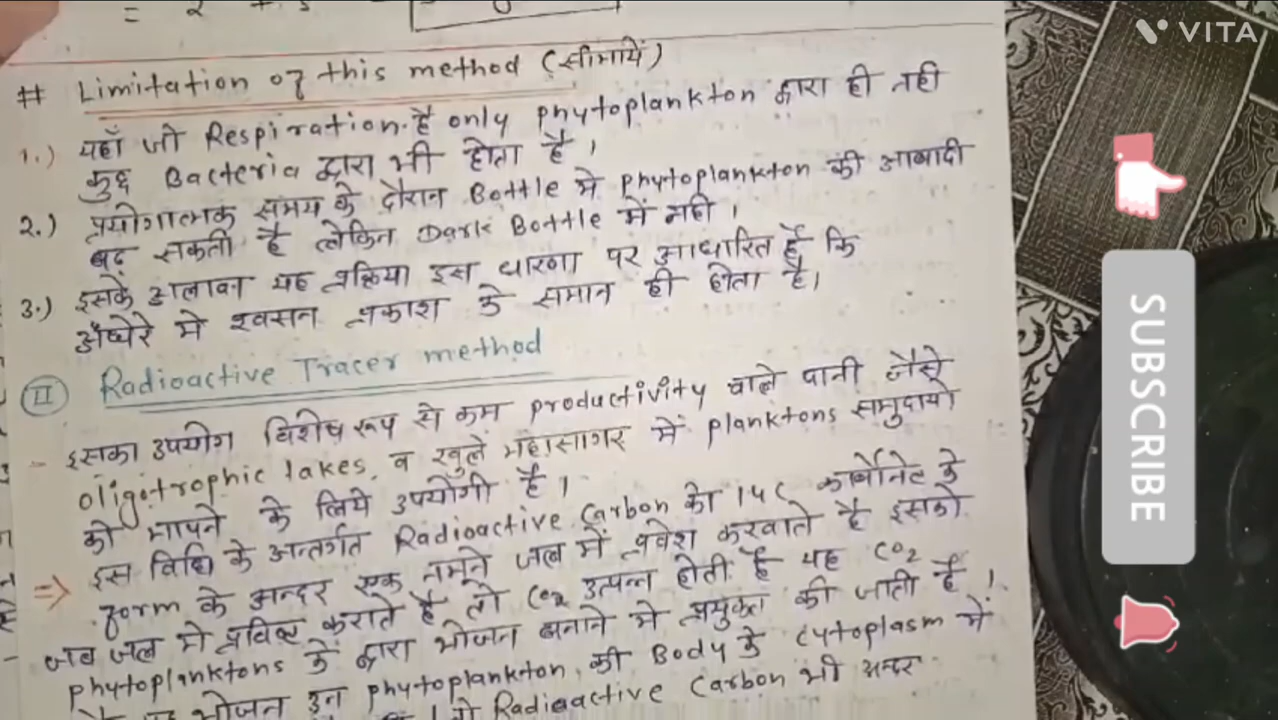 = 2
# Limitation of this method (सीमायें)
1.) यहाँ जो Respiration है only phytoplankton द्वारा ही नही
कुछ Bacteria द्वारा भी होता है।
2.) प्रयोगात्मक समय के दौरान Bottle मे phytoplankton की आबादी
बढ़ सकती है लेकिन Dark Bottle में नही।
3.) इसके अलावा यह प्रक्रिया इस धारणा पर आधारित है कि
अँधेरे मे श्वसन प्रकाश के समान ही होता है।
II Radioactive Tracer method
- इसका उपयोग विशेष रूप से कम productivity वाले पानी जैसे
oligotrophic lakes, व खुले महासागर में planktons समुदायो
को मापने के लिये उपयोगी है।
=> इस विधि के अन्तर्गत Radioactive Carbon को 14C कार्बोनेट के
form के अन्दर एक नमूने जल में प्रवेश करवाते है इसको
जब जल मे प्रविष्ट कराते है तो CO2 उत्पन्न होती है यह CO2
phytoplanktons के द्वारा भोजन बनाने मे प्रयुक्त की जाती है।
भोजन उन phytoplankton की Body के cytoplasm में
Radioactive Carbon भी अन्दर
VITA
SUBSCRIBE